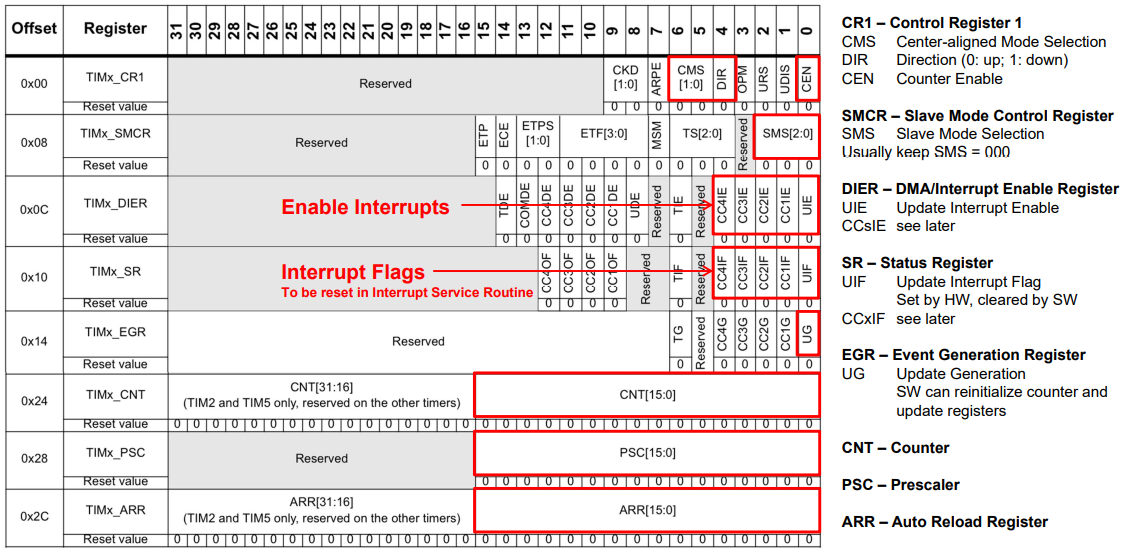 Offset Register 31 30 29 28 27 26 25 24 23 22 21 20 19 18 17 16 15 14 13 12 11 10 9 8 7 6 5 4 3 2 1 0
0x00 TIMx_CR1 Reserved CKD [1:0] ARPE CMS [1:0] DIR OPM URS UDIS CEN
Reset value 0 0 0 0 0 0 0 0 0 0
0x08 TIMx_SMCR Reserved ETP ECE ETPS [1:0] ETF[3:0] MSM TS[2:0] Reserved SMS[2:0]
Reset value 0 0 0 0 0 0 0 0 0 0 0 0 0 0 0
0x0C TIMx_DIER Enable Interrupts TDE COMDE CC4DE CC3DE CC2DE CC1DE UDE Reserved TIE Reserved CC4IE CC3IE CC2IE CC1IE UIE
Reset value 0 0 0 0 0 0 0 0 0 0 0 0 0
0x10 TIMx_SR Interrupt Flags CC4OF CC3OF CC2OF CC1OF Reserved TIF Reserved CC4IF CC3IF CC2IF CC1IF UIF
To be reset in Interrupt Service Routine
Reset value 0 0 0 0 0 0 0 0 0 0
0x14 TIMx_EGR Reserved TG Reserved CC4G CC3G CC2G CC1G UG
Reset value 0 0 0 0 0 0
0x24 TIMx_CNT CNT[31:16] CNT[15:0]
(TIM2 and TIM5 only, reserved on the other timers)
Reset value 0 0 0 0 0 0 0 0 0 0 0 0 0 0 0 0 0 0 0 0 0 0 0 0 0 0 0 0 0 0 0 0
0x28 TIMx_PSC Reserved PSC[15:0]
Reset value 0 0 0 0 0 0 0 0 0 0 0 0 0 0 0 0
0x2C TIMx_ARR ARR[31:16] ARR[15:0]
(TIM2 and TIM5 only, reserved on the other timers)
Reset value 0 0 0 0 0 0 0 0 0 0 0 0 0 0 0 0 0 0 0 0 0 0 0 0 0 0 0 0 0 0 0 0
CR1 – Control Register 1
CMS Center-aligned Mode Selection
DIR Direction (0: up; 1: down)
CEN Counter Enable
SMCR – Slave Mode Control Register
SMS Slave Mode Selection
Usually keep SMS = 000
DIER – DMA/Interrupt Enable Register
UIE Update Interrupt Enable
CCsIE see later
SR – Status Register
UIF Update Interrupt Flag
Set by HW, cleared by SW
CCxIF see later
EGR – Event Generation Register
UG Update Generation
SW can reinitialize counter and
update registers
CNT – Counter
PSC – Prescaler
ARR – Auto Reload Register